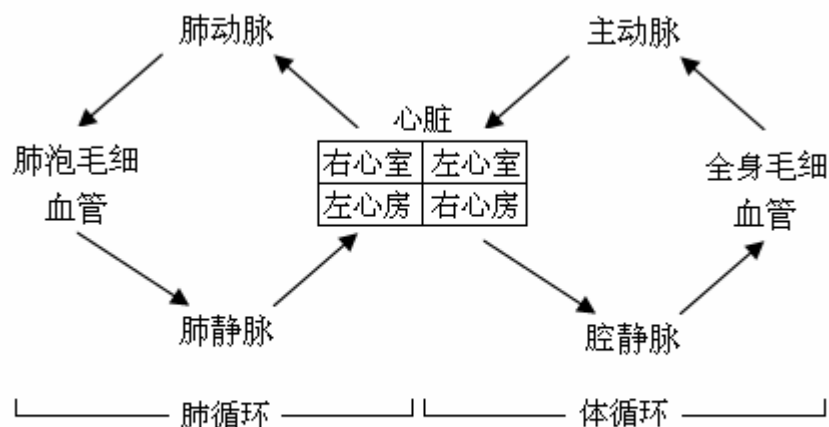 肺动脉
主动脉
心脏
右心室 左心室
左心房 右心房
肺泡毛细
血管
全身毛细
血管
肺静脉
腔静脉
肺循环
体循环